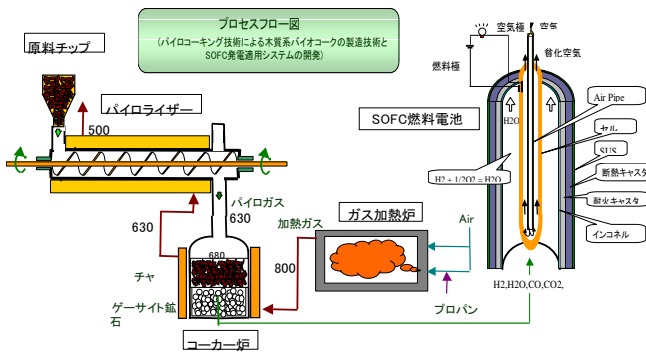 プロセスフロー図
(パイロコーキング技術による木質系バイオコークの製造技術と
SOFC発電適用システムの開発)
原料チップ
パイロライザー
500
パイロガス
630
630
チャ
680
ゲーサイト鉱
石
コーカー炉
加熱ガス
800
ガス加熱炉
Air
プロパン
SOFC燃料電池
空気極
空気
貧化空気
燃料極
H2O
H2 + 1/2O2 = H2O
Air Pipe
セル
SUS
断熱キャスタ
耐火キャスタ
インコネル
H2,H2O,CO,CO2,